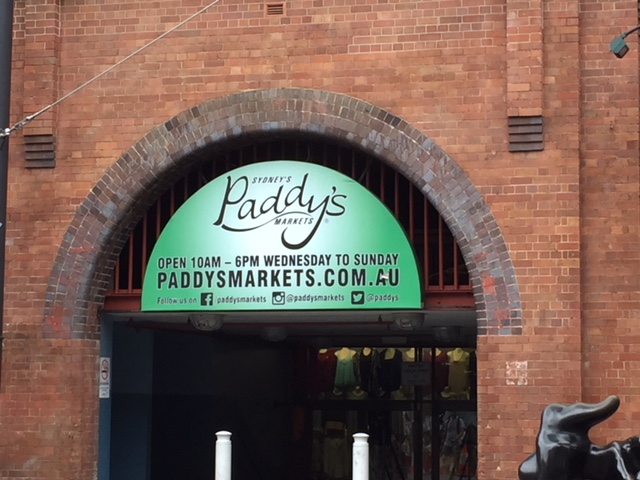 SYDNEY'S
Paddy's
MARKETS
OPEN 10AM – 6PM WEDNESDAY TO SUNDAY
PADDYSMARKETS.COM.AU
Follow us on paddysmarkets @paddysmarkets @paddys